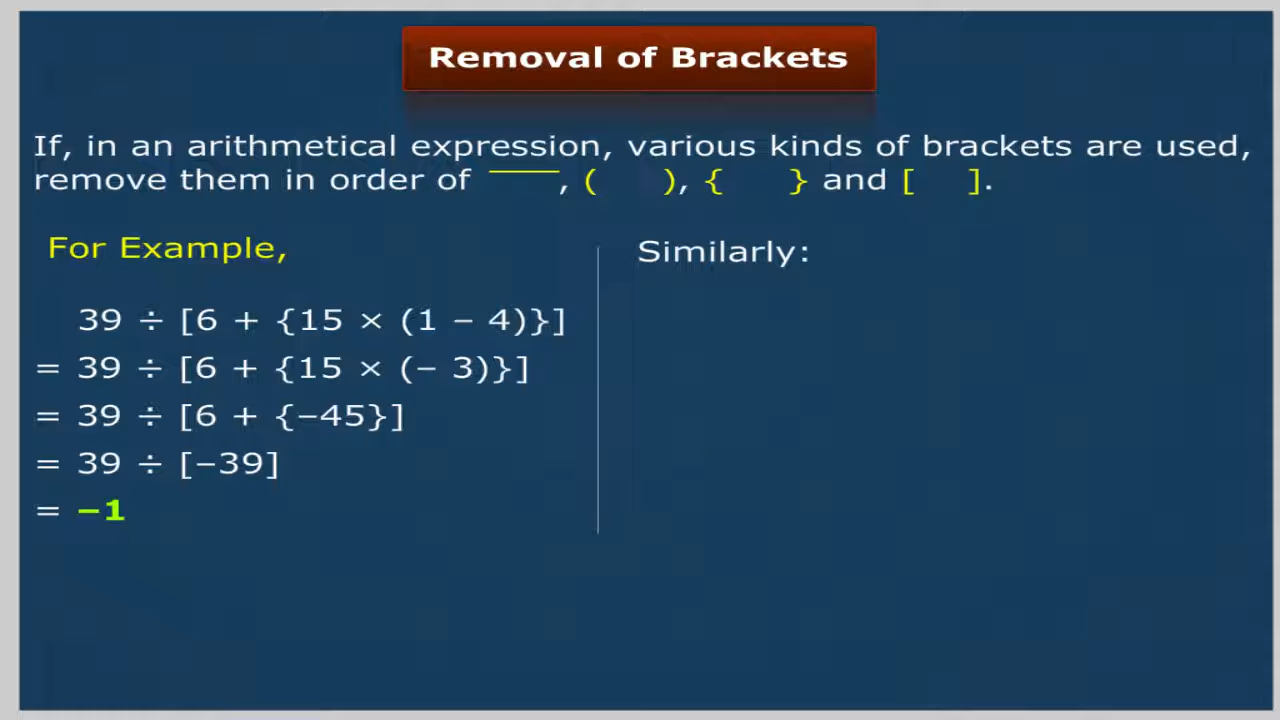 Removal of Brackets
If, in an arithmetical expression, various kinds of brackets are used,
remove them in order of ‾‾‾‾, ( ), { } and [ ].
For Example,
39 ÷ [6 + {15 × (1 – 4)}]
= 39 ÷ [6 + {15 × (– 3)}]
= 39 ÷ [6 + {–45}]
= 39 ÷ [–39]
= –1
Similarly: